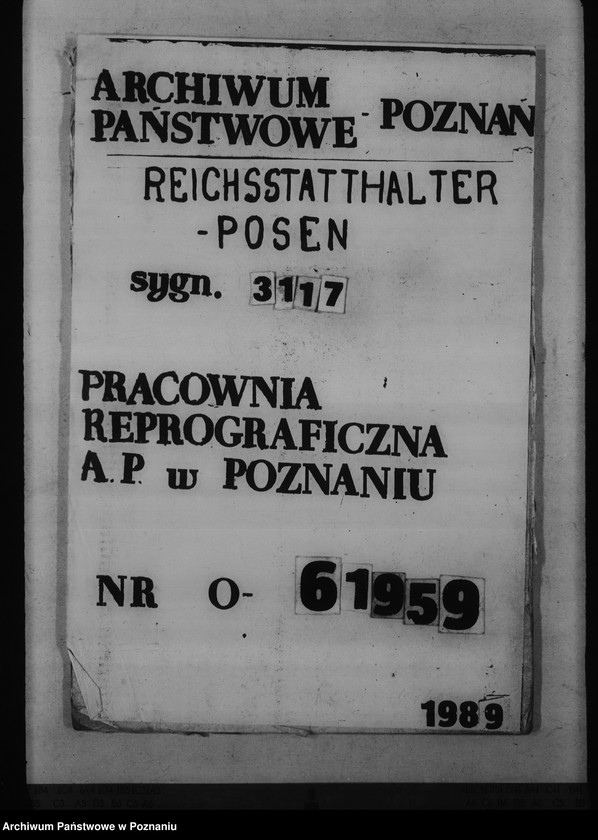 ARCHIWUM
PAŃSTWOWE - POZNAŃ
REICHSSTATTHALTER
-POSEN
sygn. 3117
PRACOWNIA
REPROGRAFICZNA
A.P. w POZNANIU
NR O- 61959
1989
Archiwum Państwowe w Poznaniu